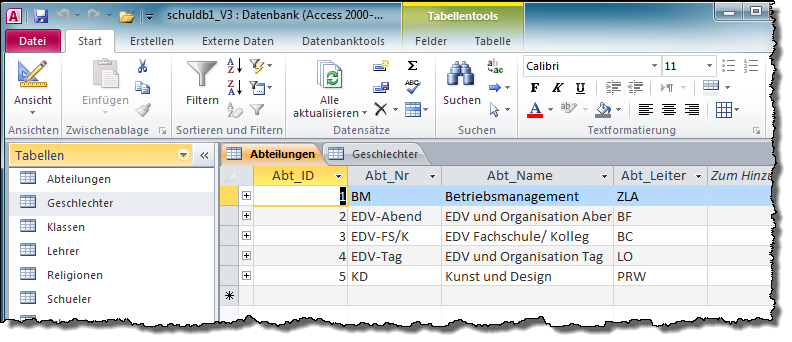 schuldb1_V3 : Datenbank (Access 2000-...
Tabellentools
Datei Start Erstellen Externe Daten Datenbanktools Felder Tabelle
Ansicht Einfügen Filtern Alle aktualisieren Suchen Calibri 11
F K U
Ansichten Zwischenablage Sortieren und Filtern Datensätze Suchen Textformatierung
Tabellen
Abteilungen
Geschlechter
Klassen
Lehrer
Religionen
Schueler
Abteilungen Geschlechter
Abt_ID Abt_Nr Abt_Name Abt_Leiter Zum Hinzu
1 BM Betriebsmanagement ZLA
2 EDV-Abend EDV und Organisation Aber BF
3 EDV-FS/K EDV Fachschule/ Kolleg BC
4 EDV-Tag EDV und Organisation Tag LO
5 KD Kunst und Design PRW